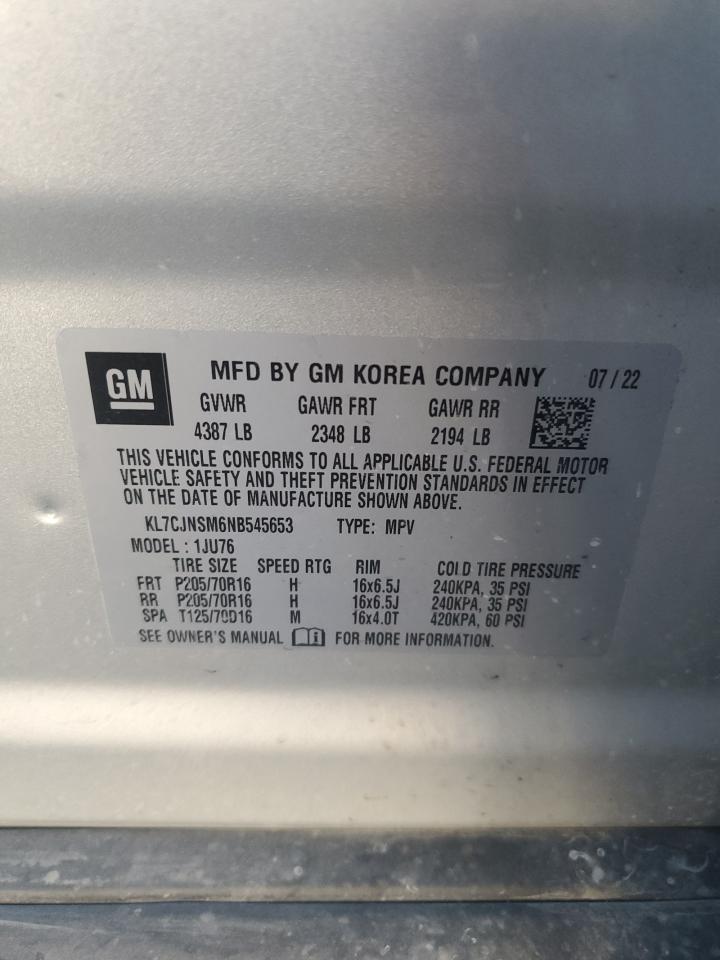 GM
MFD BY GM KOREA COMPANY 07/22
GVWR GAWR FRT GAWR RR
4387 LB 2348 LB 2194 LB
THIS VEHICLE CONFORMS TO ALL APPLICABLE U.S. FEDERAL MOTOR
VEHICLE SAFETY AND THEFT PREVENTION STANDARDS IN EFFECT
ON THE DATE OF MANUFACTURE SHOWN ABOVE.
KL7CJNSM6NB545653 TYPE: MPV
MODEL : 1JU76
TIRE SIZE SPEED RTG RIM COLD TIRE PRESSURE
FRT P205/70R16 H 16x6.5J 240KPA, 35 PSI
RR P205/70R16 H 16x6.5J 240KPA, 35 PSI
SPA T125/70D16 M 16x4.0T 420KPA, 60 PSI
SEE OWNER'S MANUAL FOR MORE INFORMATION.